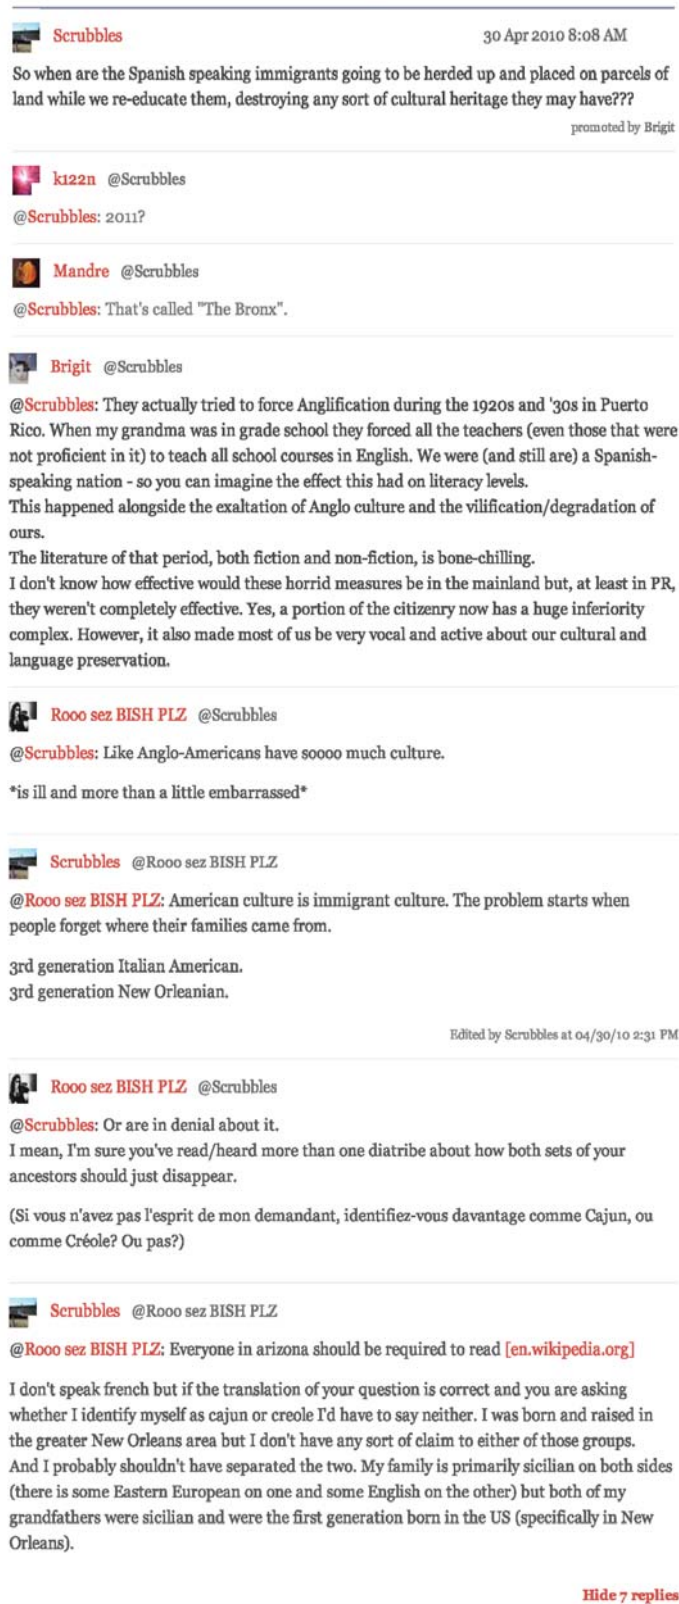 Scrubbles 30 Apr 2010 8:08 AM
So when are the Spanish speaking immigrants going to be herded up and placed on parcels of
land while we re-educate them, destroying any sort of cultural heritage they may have???
promoted by Brigit
k122n @Scrubbles
@Scrubbles: 2011?
Mandre @Scrubbles
@Scrubbles: That's called "The Bronx".
Brigit @Scrubbles
@Scrubbles: They actually tried to force Anglification during the 1920s and '30s in Puerto
Rico. When my grandma was in grade school they forced all the teachers (even those that were
not proficient in it) to teach all school courses in English. We were (and still are) a Spanish-
speaking nation - so you can imagine the effect this had on literacy levels.
This happened alongside the exaltation of Anglo culture and the vilification/degradation of
ours.
The literature of that period, both fiction and non-fiction, is bone-chilling.
I don't know how effective would these horrid measures be in the mainland but, at least in PR,
they weren't completely effective. Yes, a portion of the citizenry now has a huge inferiority
complex. However, it also made most of us be very vocal and active about our cultural and
language preservation.
Rooo sez BISH PLZ @Scrubbles
@Scrubbles: Like Anglo-Americans have soooo much culture.
*is ill and more than a little embarrassed*
Scrubbles @Rooo sez BISH PLZ
@Rooo sez BISH PLZ: American culture is immigrant culture. The problem starts when
people forget where their families came from.
3rd generation Italian American.
3rd generation New Orleanian.
Edited by Scrubbles at 04/30/10 2:31 PM
Rooo sez BISH PLZ @Scrubbles
@Scrubbles: Or are in denial about it.
I mean, I'm sure you've read/heard more than one diatribe about how both sets of your
ancestors should just disappear.
(Si vous n'avez pas l'esprit de mon demandant, identifiez-vous davantage comme Cajun, ou
comme Créole? Ou pas?)
Scrubbles @Rooo sez BISH PLZ
@Rooo sez BISH PLZ: Everyone in arizona should be required to read [en.wikipedia.org]
I don't speak french but if the translation of your question is correct and you are asking
whether I identify myself as cajun or creole I'd have to say neither. I was born and raised in
the greater New Orleans area but I don't have any sort of claim to either of those groups.
And I probably shouldn't have separated the two. My family is primarily sicilian on both sides
(there is some Eastern European on one and some English on the other) but both of my
grandfathers were sicilian and were the first generation born in the US (specifically in New
Orleans).
Hide 7 replies